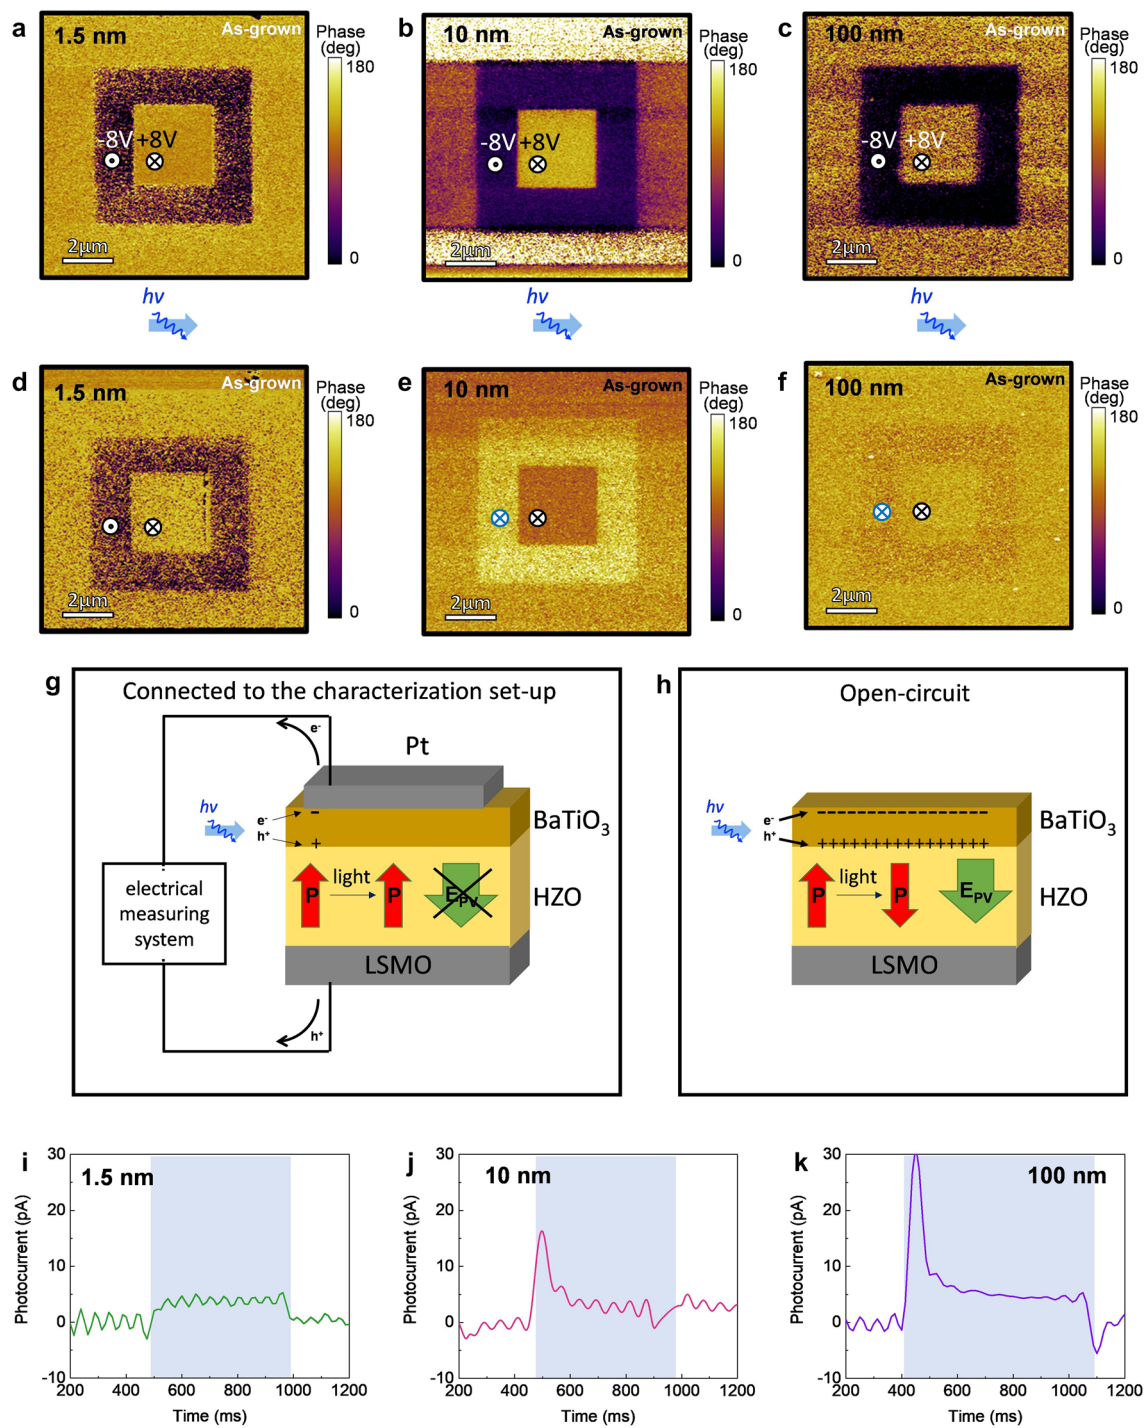 a
1.5 nm
As-grown
Phase
(deg)
180
-8V
+8V
2μm
0
b
10 nm
As-grown
Phase
(deg)
180
-8V
+8V
2μm
0
c
100 nm
As-grown
Phase
(deg)
180
-8V
+8V
2μm
0
hν
hν
hν
d
1.5 nm
As-grown
Phase
(deg)
180
2μm
0
e
10 nm
As-grown
Phase
(deg)
180
2μm
0
f
100 nm
As-grown
Phase
(deg)
180
2μm
0
g
Connected to the characterization set-up
e-
Pt
hν
e-
-
h+
+
BaTiO3
light
P
P
EPV
HZO
electrical
measuring
system
LSMO
h+
h
Open-circuit
hν
e-
----------------
h+
++++++++++++++++
BaTiO3
light
P
P
EPV
HZO
LSMO
i
1.5 nm
Photocurrent (pA)
30
20
10
0
-10
200 400 600 800 1000 1200
Time (ms)
j
10 nm
Photocurrent (pA)
30
20
10
0
-10
200 400 600 800 1000 1200
Time (ms)
k
100 nm
Photocurrent (pA)
30
20
10
0
-10
200 400 600 800 1000 1200
Time (ms)